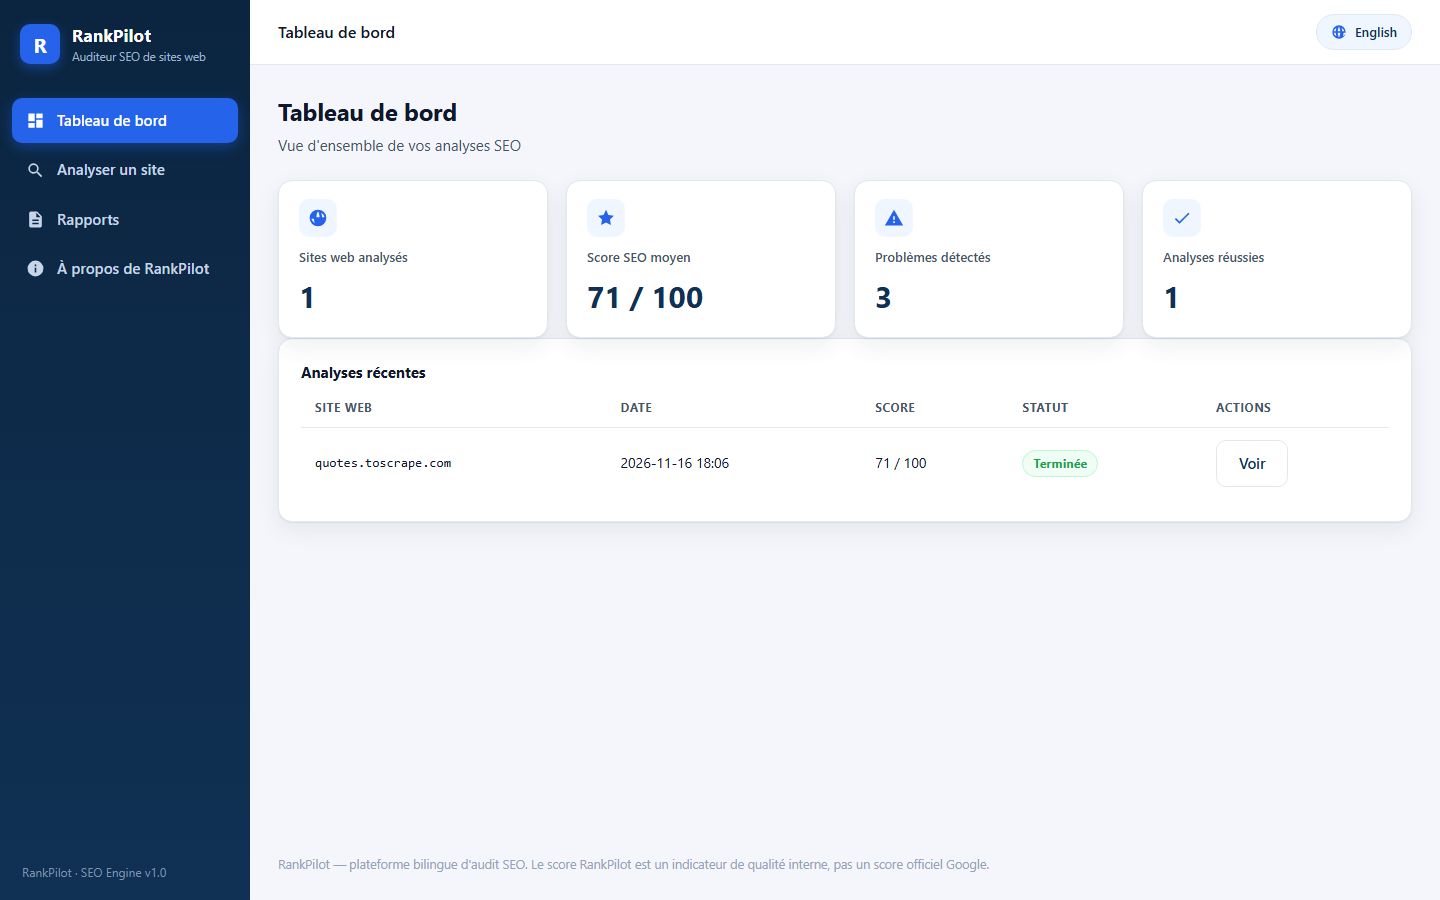 R
RankPilot
Auditeur SEO de sites web
Tableau de bord
Analyser un site
Rapports
À propos de RankPilot
RankPilot · SEO Engine v1.0
Tableau de bord
English
Tableau de bord
Vue d'ensemble de vos analyses SEO
Sites web analysés
1
Score SEO moyen
71 / 100
Problèmes détectés
3
Analyses réussies
1
Analyses récentes
SITE WEB DATE SCORE STATUT ACTIONS
quotes.toscrape.com 2026-11-16 18:06 71 / 100 Terminée Voir
RankPilot — plateforme bilingue d'audit SEO. Le score RankPilot est un indicateur de qualité interne, pas un score officiel Google.